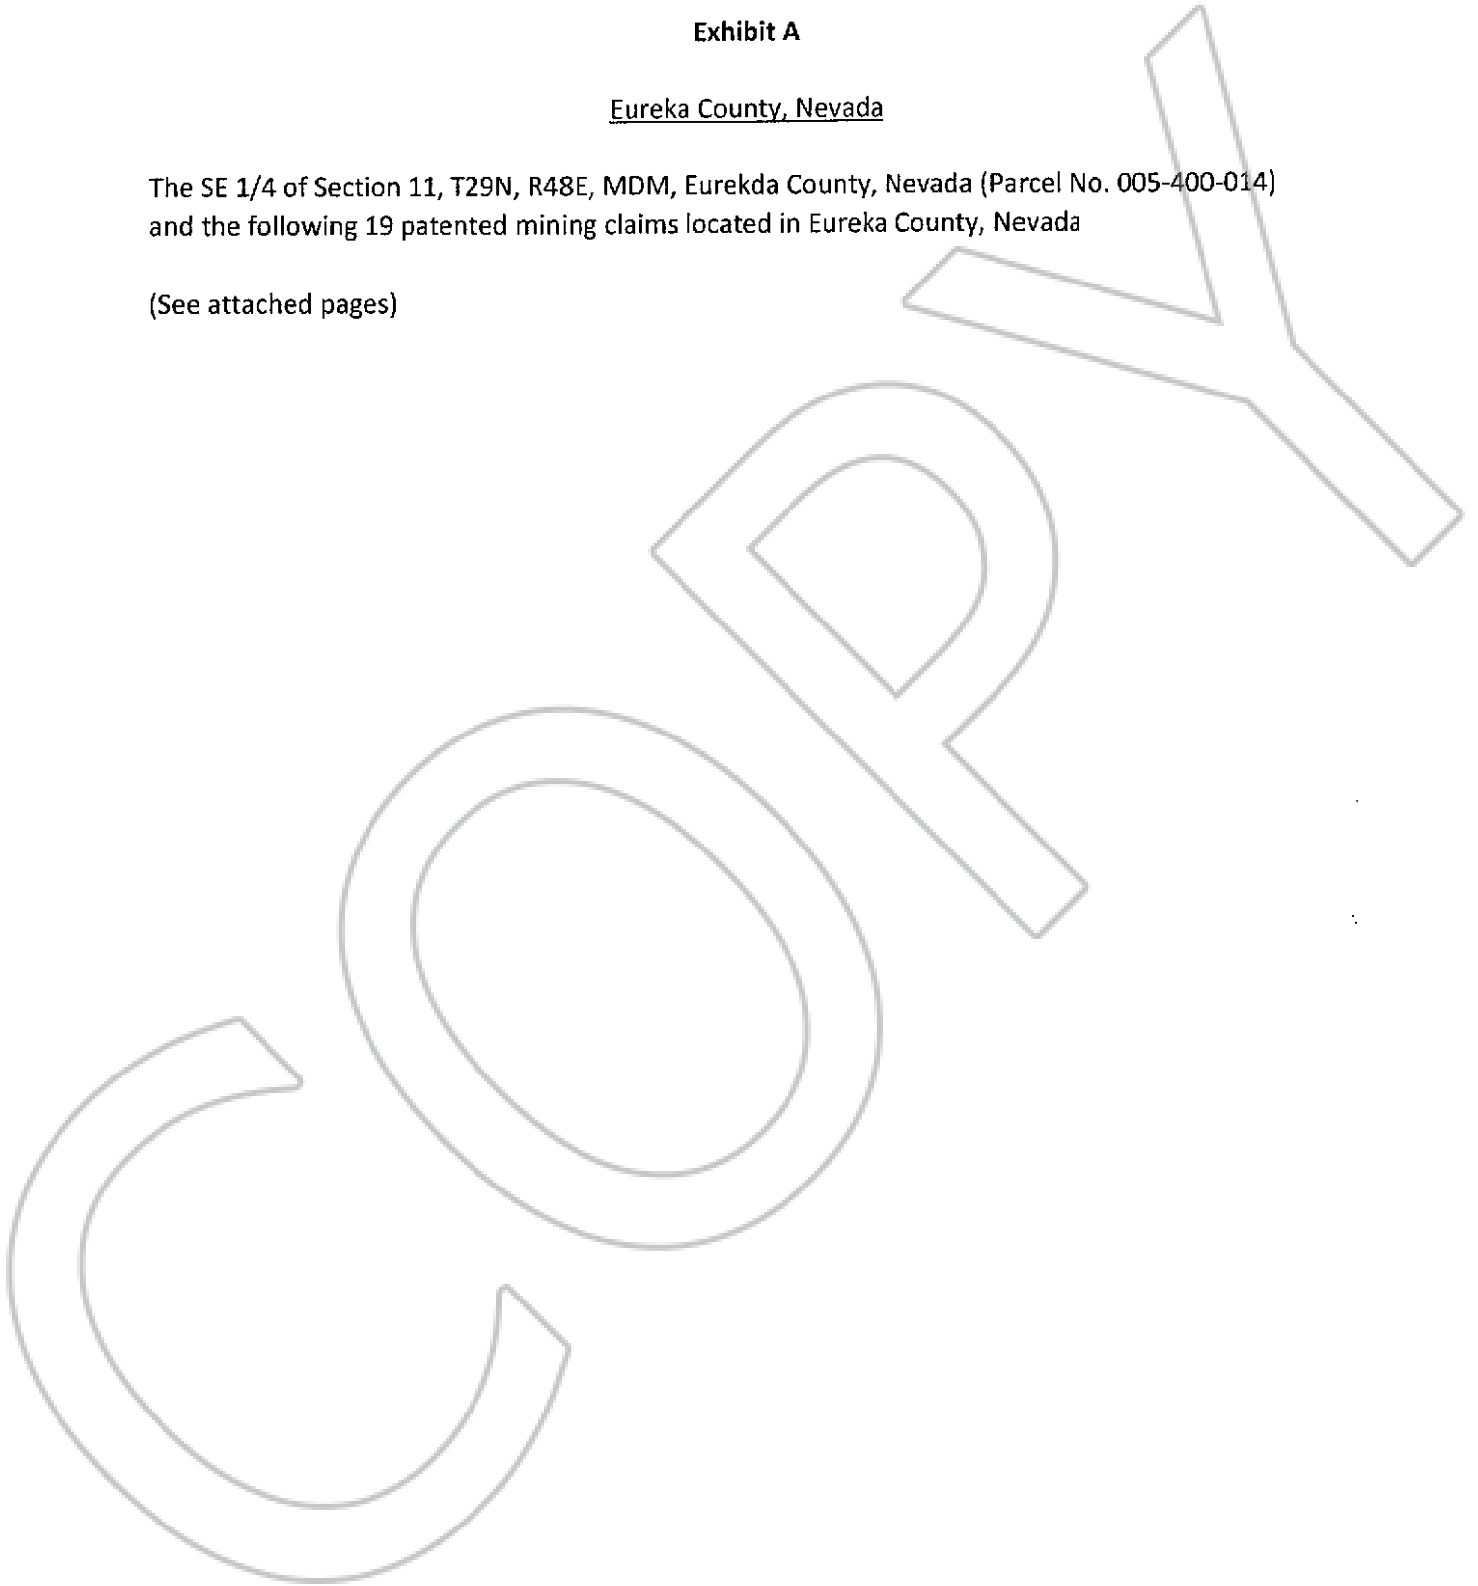 Exhibit A
Eureka County, Nevada
The SE 1/4 of Section 11, T29N, R48E, MDM, Eurekda County, Nevada (Parcel No. 005-400-014)
and the following 19 patented mining claims located in Eureka County, Nevada
(See attached pages)
COPY